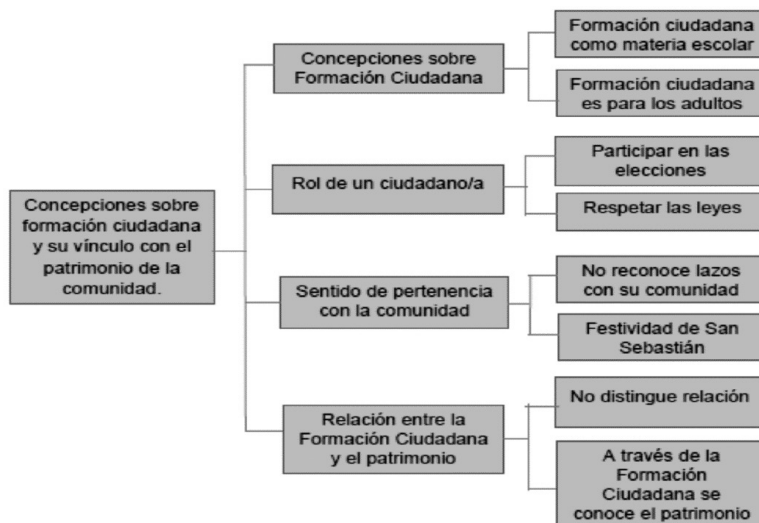 Concepciones sobre
formación ciudadana
y su vínculo con el
patrimonio de la
comunidad.
Concepciones sobre
Formación Ciudadana
Formación ciudadana
como materia escolar
Formación ciudadana
es para los adultos
Rol de un ciudadano/a
Participar en las
elecciones
Respetar las leyes
Sentido de pertenencia
con la comunidad
No reconoce lazos
con su comunidad
Festividad de San
Sebastián
Relación entre la
Formación Ciudadana
y el patrimonio
No distingue relación
A través de la
Formación
Ciudadana se
conoce el patrimonio